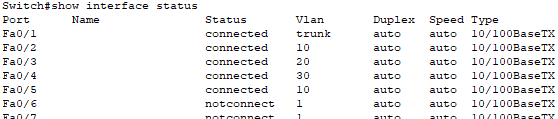 Switch#show interface status
Port Name Status Vlan Duplex Speed Type
Fa0/1 connected trunk auto auto 10/100BaseTX
Fa0/2 connected 10 auto auto 10/100BaseTX
Fa0/3 connected 20 auto auto 10/100BaseTX
Fa0/4 connected 30 auto auto 10/100BaseTX
Fa0/5 connected 10 auto auto 10/100BaseTX
Fa0/6 notconnect 1 auto auto 10/100BaseTX
Fa0/7 notconnect 1 auto auto 10/100BaseTX